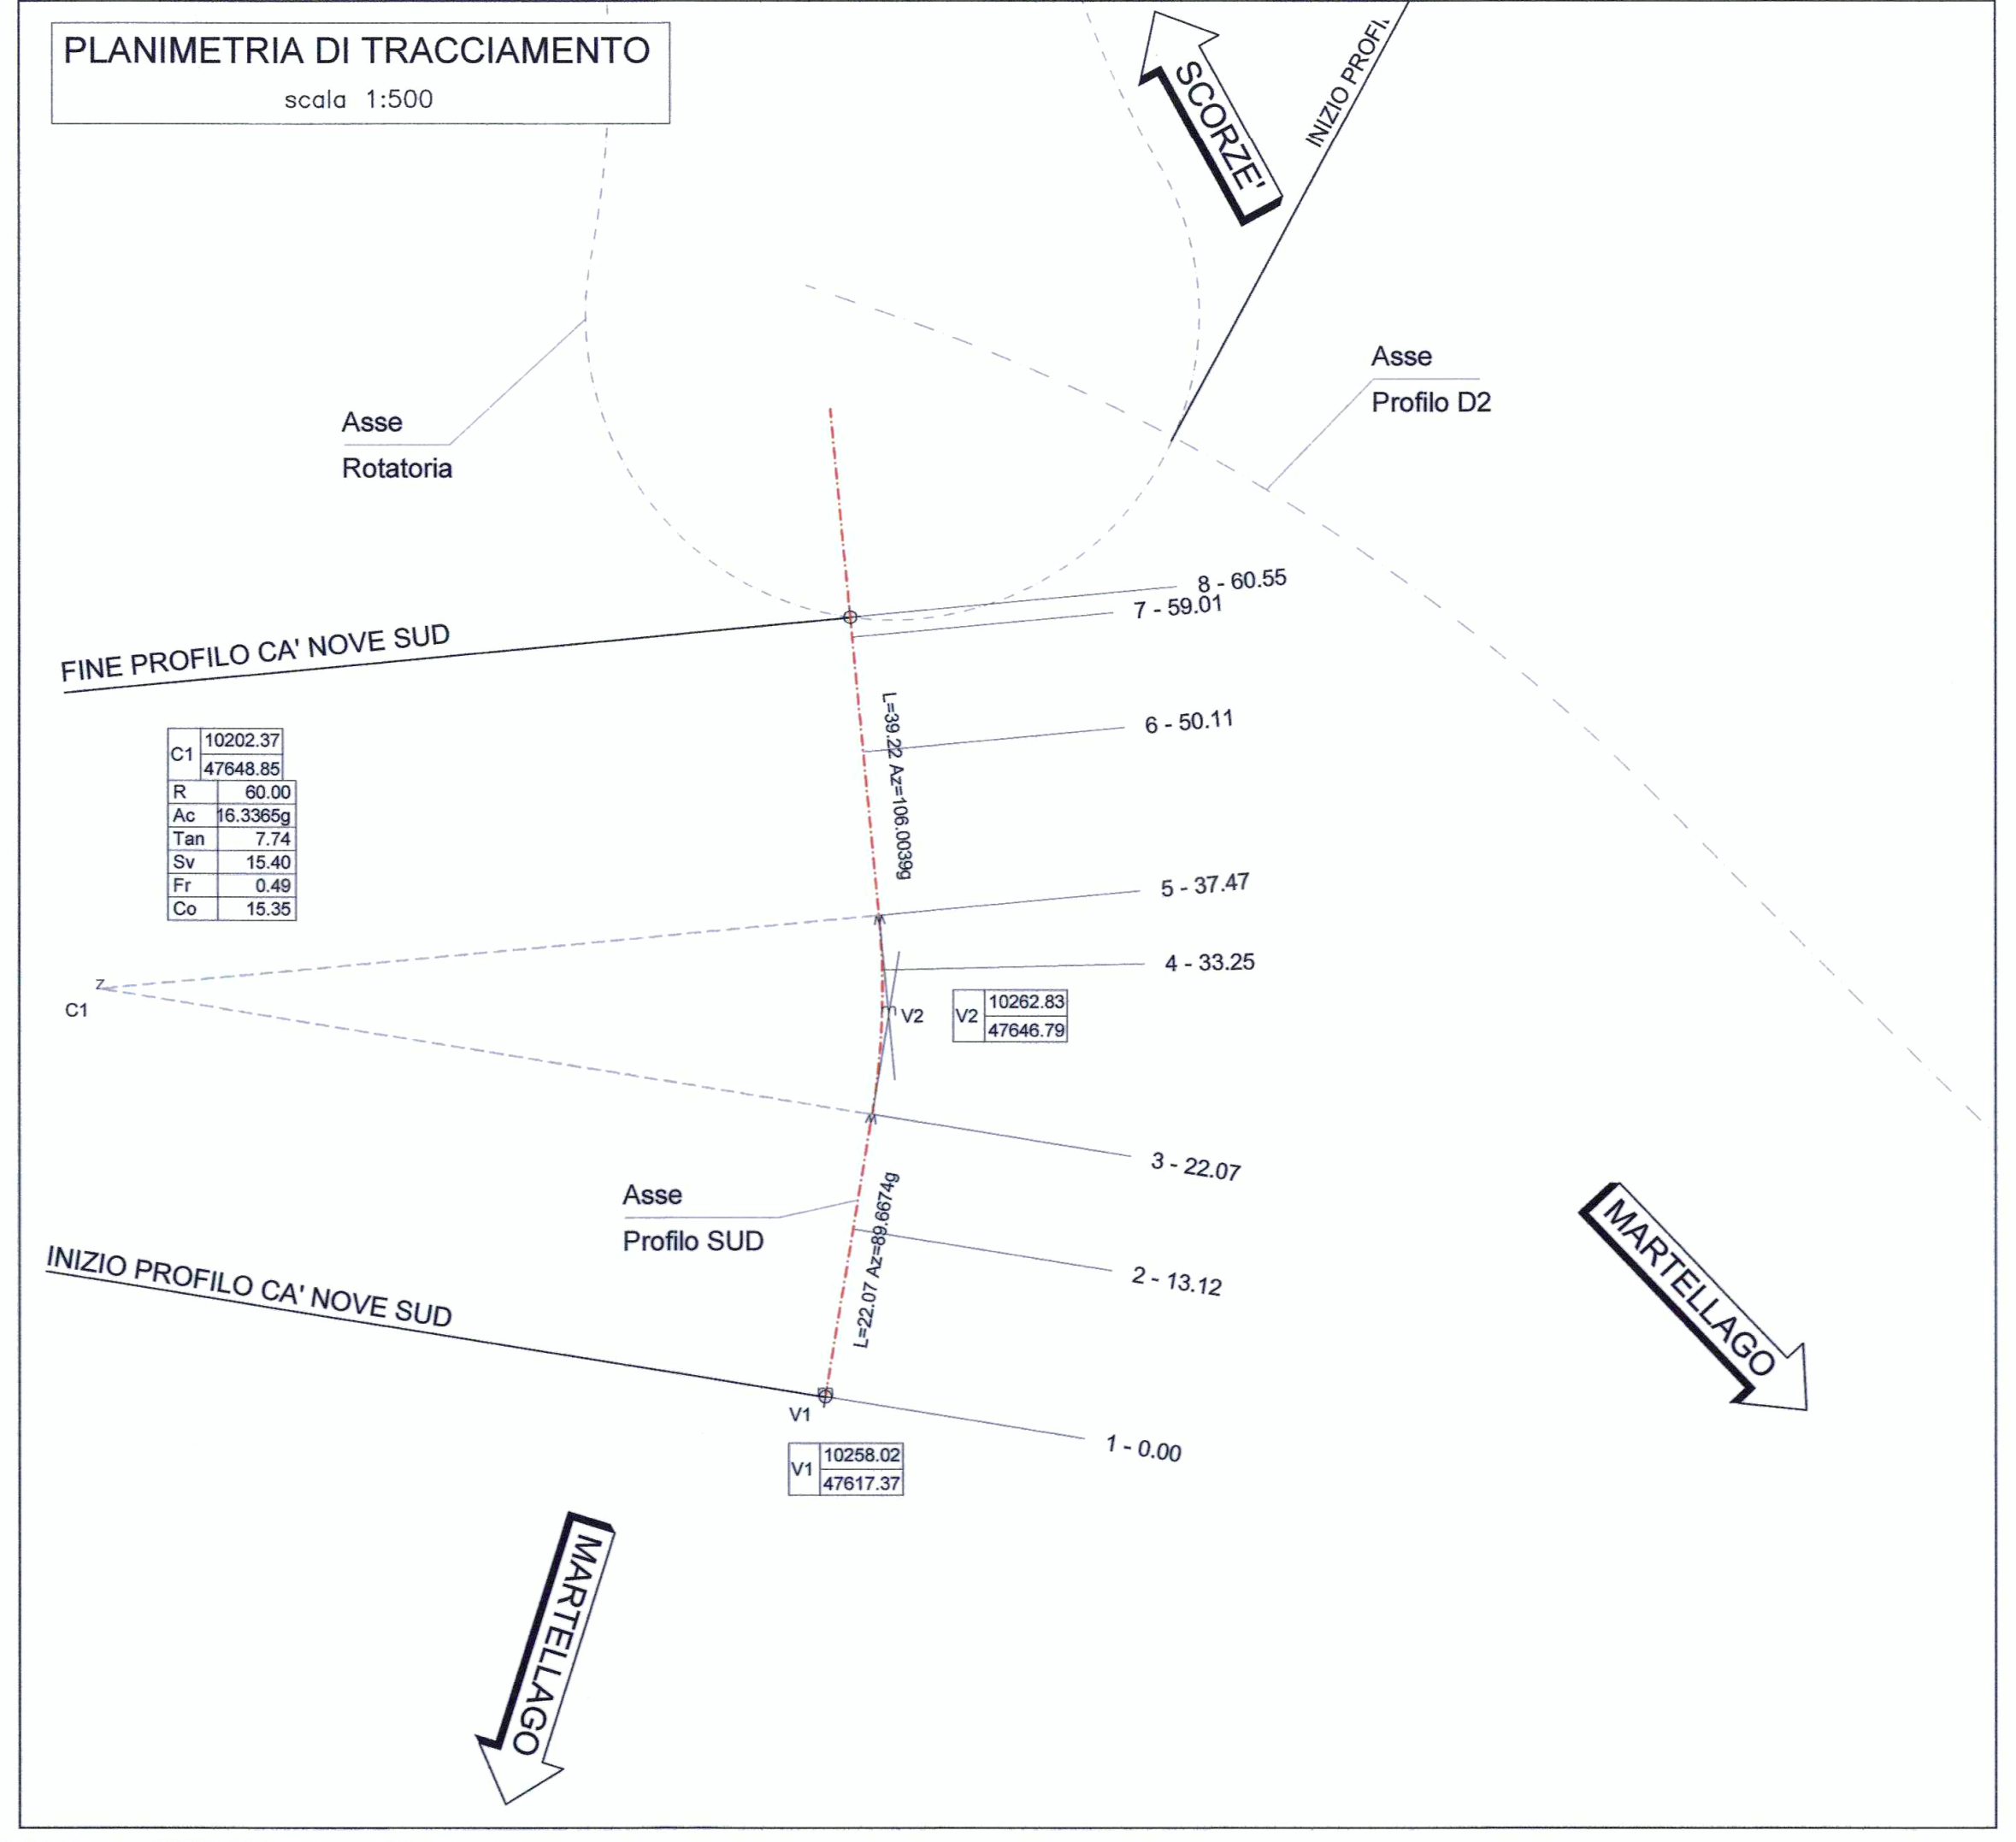 PLANIMETRIA DI TRACCIAMENTO
scala 1:500
SCORZE'
INIZIO
Asse
Profilo D2
Asse
Rotatoria
8 - 60.55
7 - 59.01
FINE PROFILO CA' NOVE SUD
6 - 50.11
L=39.22 Az=106.0039g
C1
10202.37
47648.85
R 60.00
Ac 16.3365g
Tan 7.74
Sv 15.40
Fr 0.49
Co 15.35
5 - 37.47
4 - 33.25
C1
V2
V2
10262.83
47646.79
3 - 22.07
Asse
Profilo SUD
L=22.07 Az=89.6674g
2 - 13.12
MARTELLAGO
INIZIO PROFILO CA' NOVE SUD
V1
1 - 0.00
V1
10258.02
47617.37
MARTELLAGO